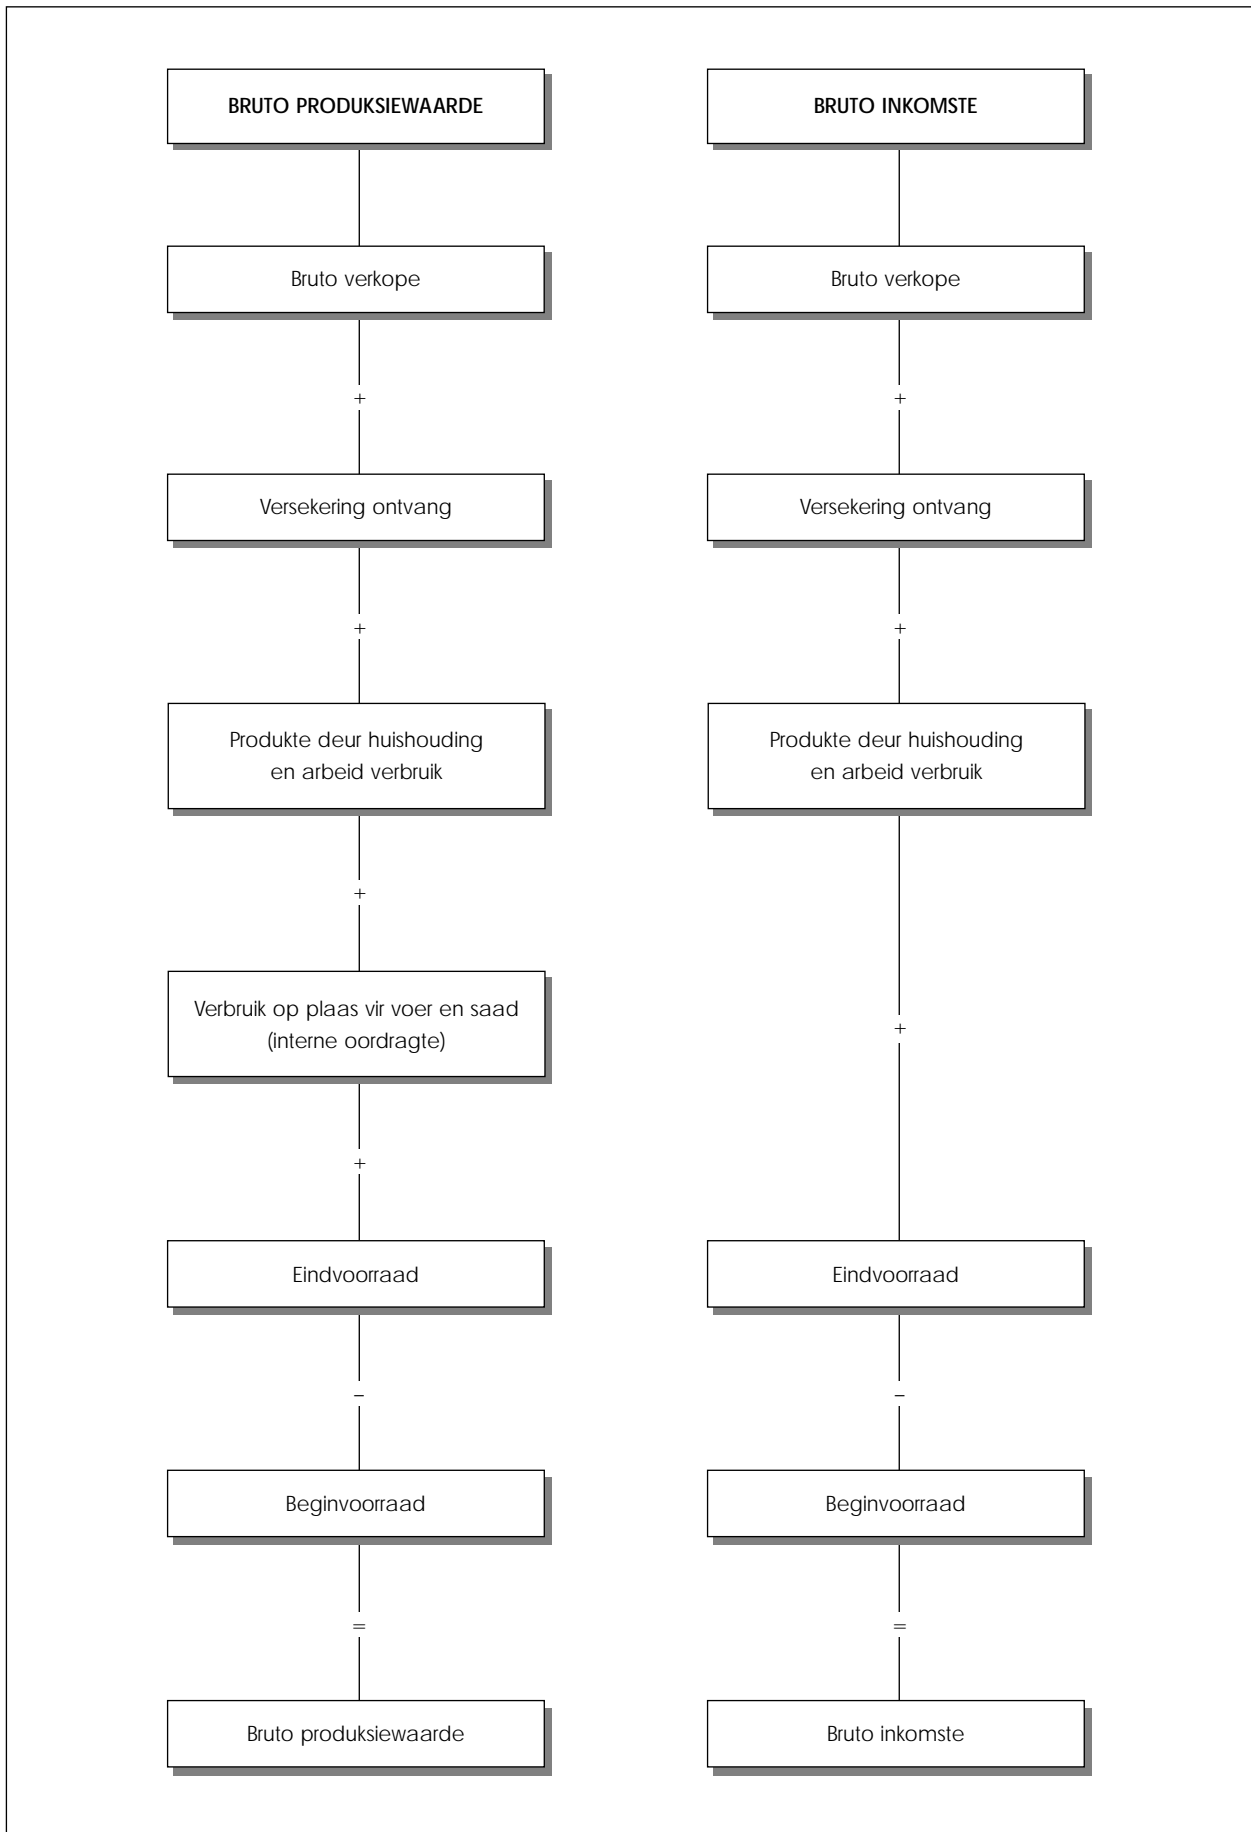 BRUTO PRODUKSIEWAARDE
Bruto verkope
+
Versekering ontvang
+
Produkte deur huishouding
en arbeid verbruik
+
Verbruik op plaas vir voer en saad
(interne oordragte)
+
Eindvoorraad
–
Beginvoorraad
=
Bruto produksiewaarde
BRUTO INKOMSTE
Bruto verkope
+
Versekering ontvang
+
Produkte deur huishouding
en arbeid verbruik
+
Eindvoorraad
–
Beginvoorraad
=
Bruto inkomste